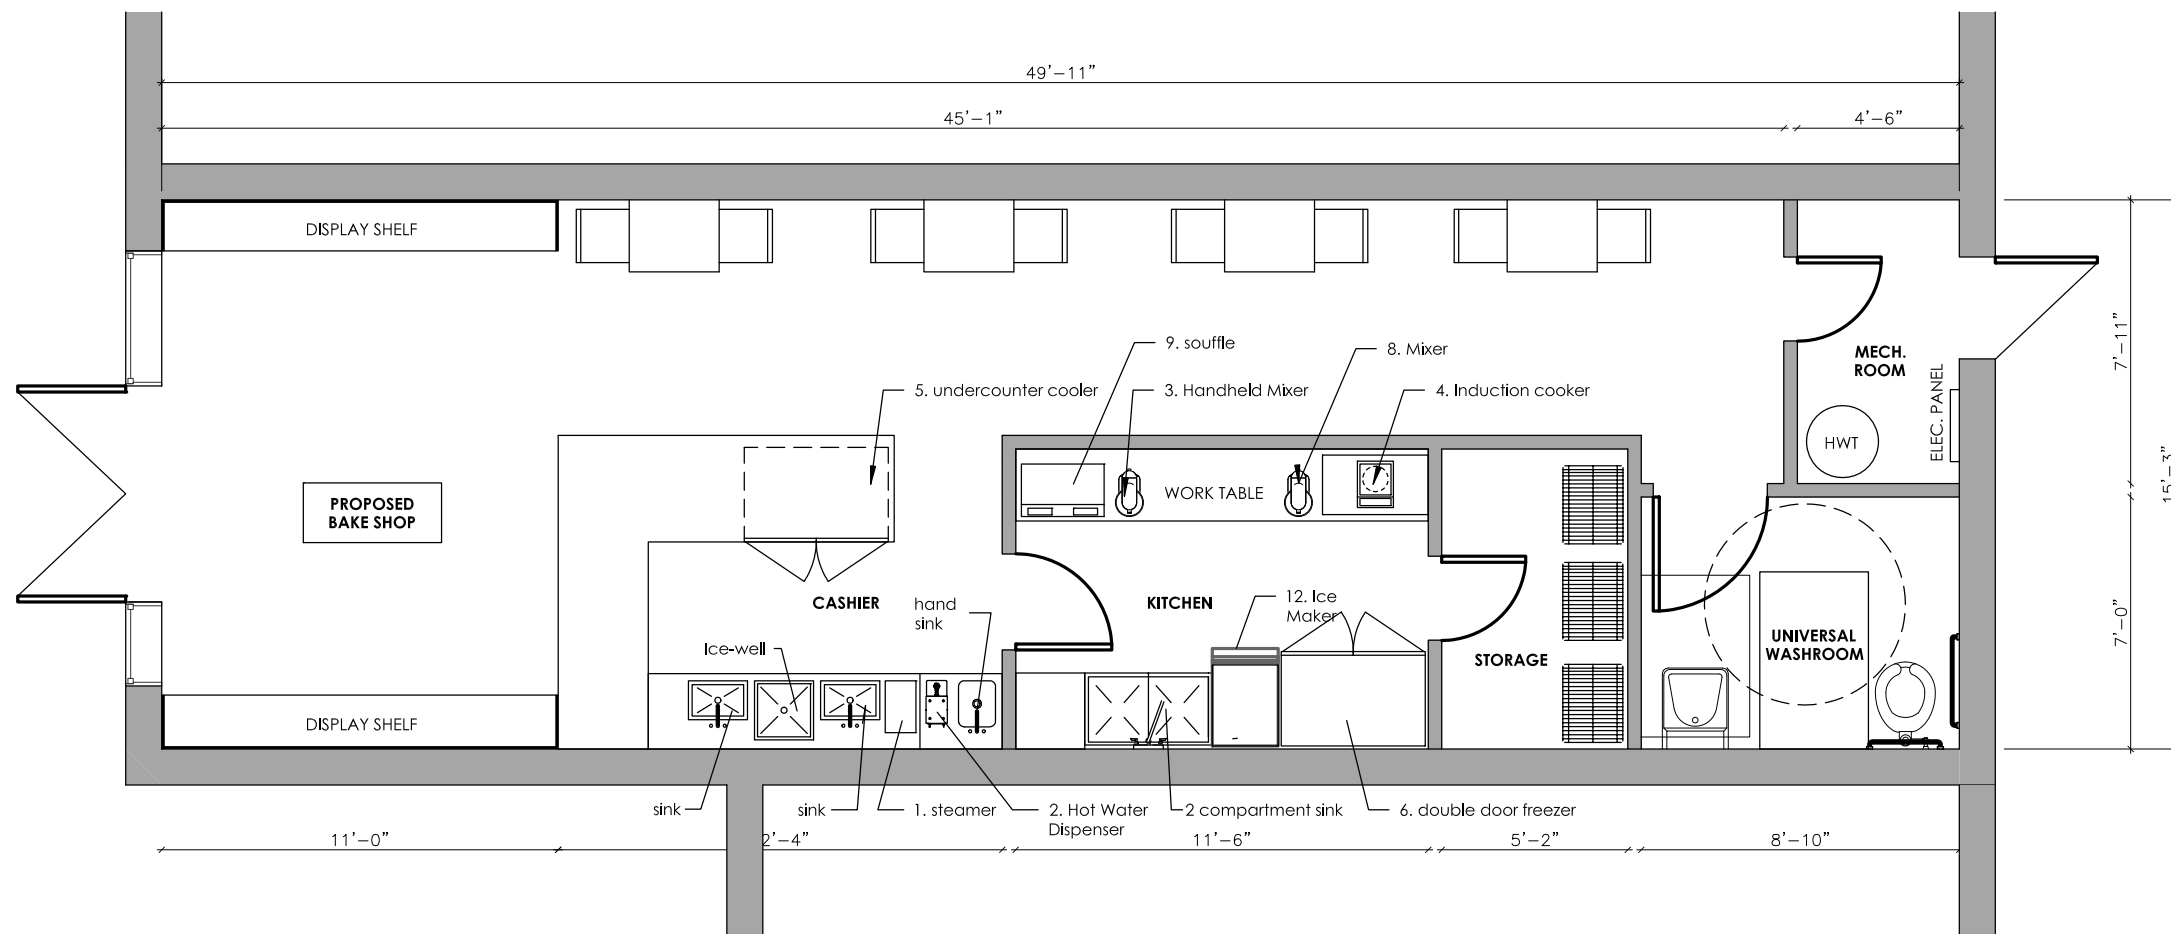 49'-11"
45'-1"
4'-6"
DISPLAY SHELF
9. souffle
8. Mixer
5. undercounter cooler
3. Handheld Mixer
4. Induction cooker
MECH.
ROOM
ELEC. PANEL
HWT
7'-11"
15'-3"
WORK TABLE
PROPOSED
BAKE SHOP
CASHIER
hand
sink
KITCHEN
12. Ice
Maker
7'-0"
Ice-well
STORAGE
UNIVERSAL
WASHROOM
DISPLAY SHELF
sink
sink
1. steamer
2. Hot Water
Dispenser
2 compartment sink
6. double door freezer
11'-0"
2'-4"
11'-6"
5'-2"
8'-10"